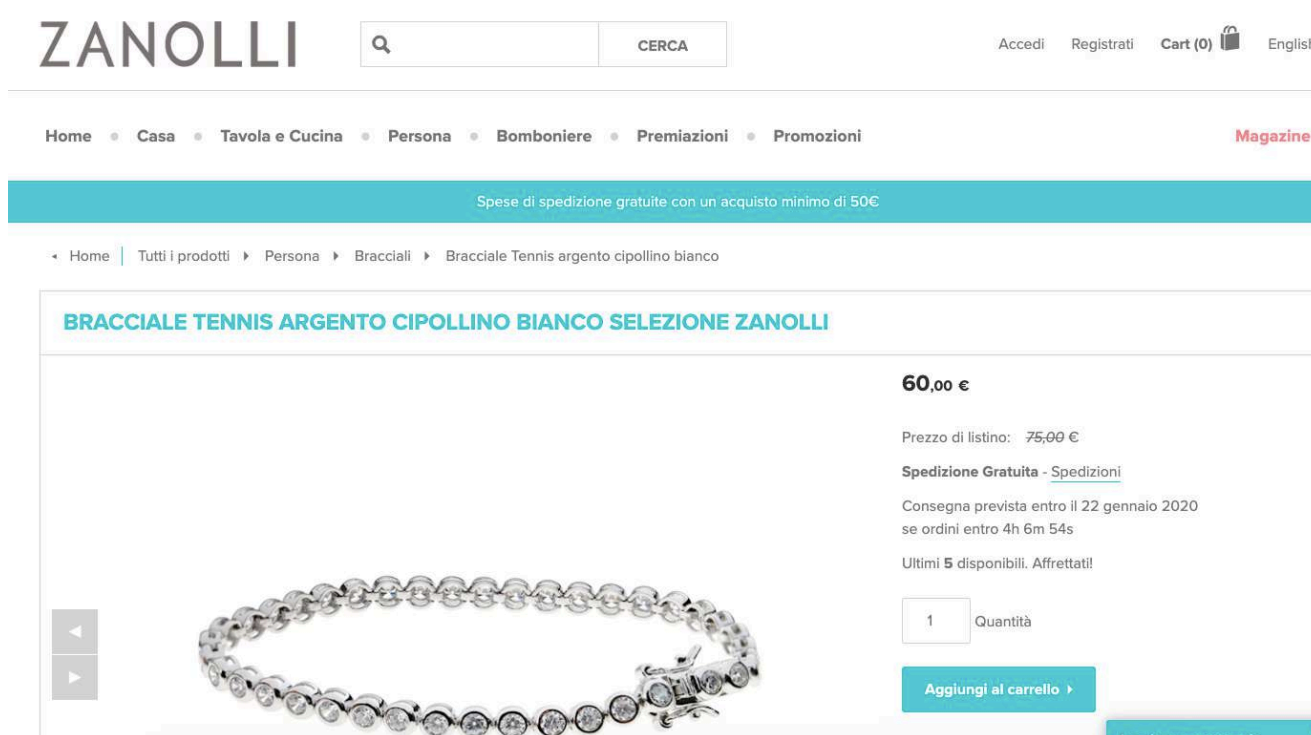 ZANOLLI
CERCA
Accedi Registrati Cart (0)
Home Casa Tavola e Cucina Persona Bomboniere Premiazioni Promozioni
Magazine
Spese di spedizione gratuite con un acquisto minimo di 50€
Home Tutti i prodotti Persona Bracciali Bracciale Tennis argento cipollino bianco
BRACCIALE TENNIS ARGENTO CIPOLLINO BIANCO SELEZIONE ZANOLLI
60,00 €
Prezzo di listino: 75,00 €
Spedizione Gratuita - Spedizioni
Consegna prevista entro il 22 gennaio 2020
se ordini entro 4h 6m 54s
Ultimi 5 disponibili. Affrettati!
1 Quantità
Aggiungi al carrello